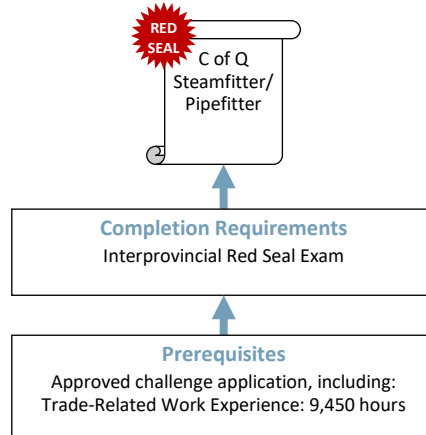 RED
SEAL
C of Q
Steamfitter/
Pipefitter
Completion Requirements
Interprovincial Red Seal Exam
Prerequisites
Approved challenge application, including:
Trade-Related Work Experience: 9,450 hours